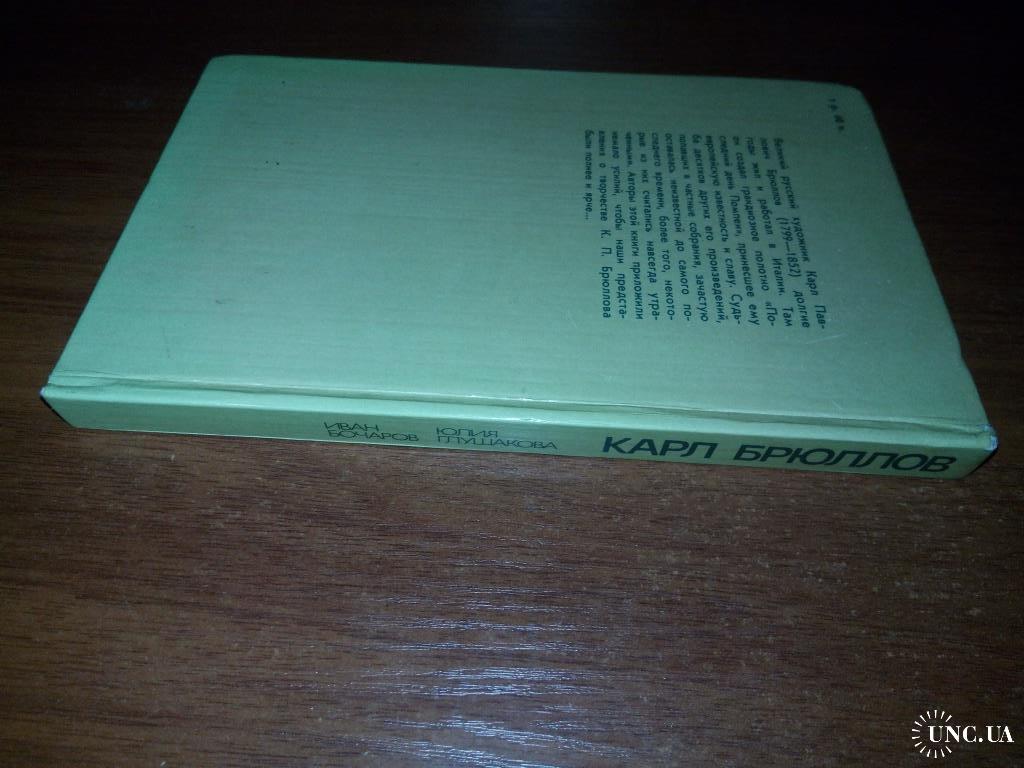 Великий русский художник Карл Пав-
лович Брюллов (1799—1852) долгие
годы жил и работал в Италии. Там
он создал грандиозное полотно «По-
следний день Помпеи», принесшее ему
европейскую известность и славу. Судь-
ба десятков других его произведений,
попавших в частные собрания, зачастую
оставалась неизвестной до самого по-
следнего времени, более того, некото-
рые из них считались навсегда утра-
ченными. Авторы этой книги приложили
немало усилий, чтобы наши предста-
вления о творчестве К. П. Брюллова
были полнее и ярче...
ИВАН
БОЧАРОВ
ЮЛИЯ
ГЛУШАКОВА
КАРЛ БРЮЛЛОВ
UNC.UA